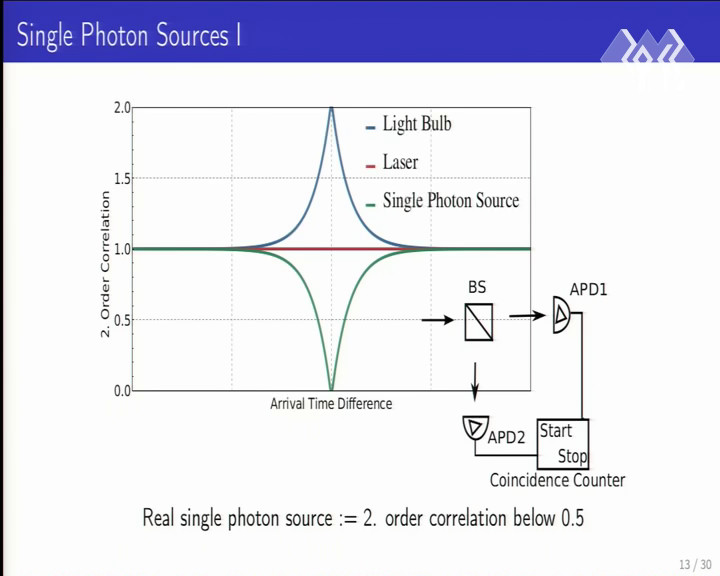 Single Photon Sources I
2.0
Light Bulb
Laser
1.5
Single Photon Source
2. Order Correlation
1.0
BS
APD1
0.5
0.0
Arrival Time Difference
APD2
Start
Stop
Coincidence Counter
Real single photon source := 2. order correlation below 0.5
13 / 30